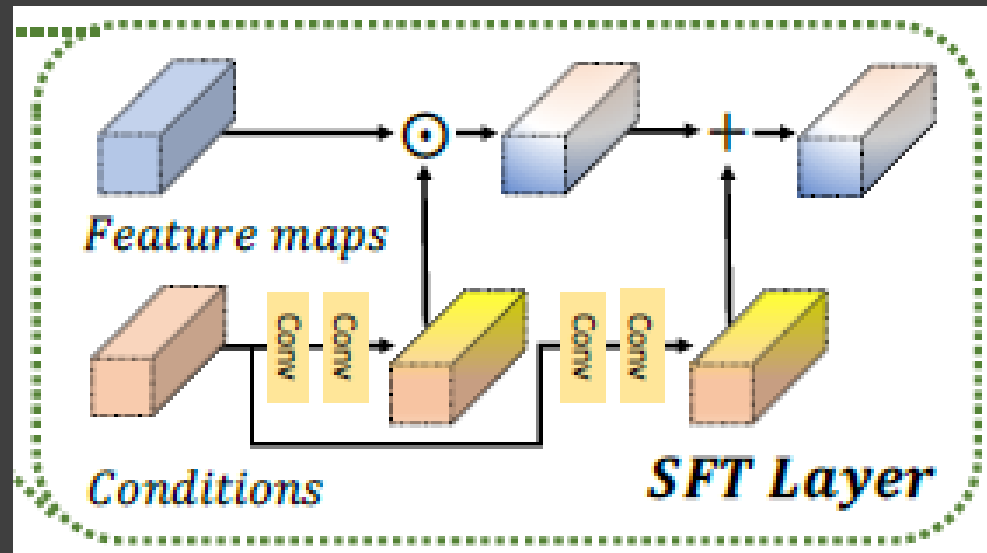 ⊙
+
Feature maps
Conv
Conv
Conv
Conv
Conditions
SFT Layer